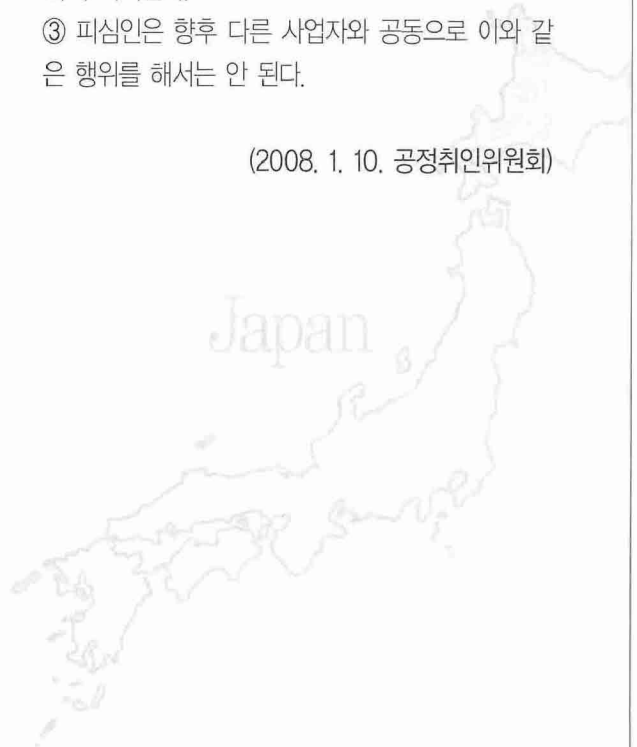 ③ 피심인은 향후 다른 사업자와 공동으로 이와 같
은 행위를 해서는 안 된다.
(2008. 1. 10. 공정취인위원회)
Japan